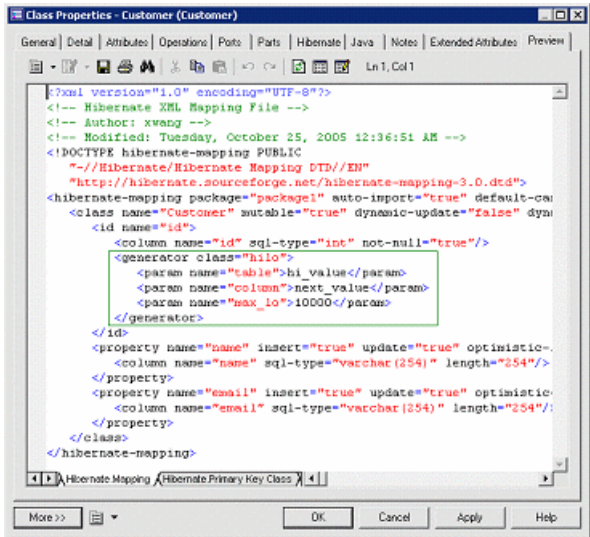 Class Properties - Customer (Customer)
General Detail Attributes Operations Ports Parts Hibernate Java Notes Extended Attributes Preview
Ln 1, Col 1
<?xml version="1.0" encoding="UTF-8"?>
<!-- Hibernate XML Mapping File -->
<!-- Author: xwang -->
<!-- Modified: Tuesday, October 25, 2005 12:36:51 AM -->
<!DOCTYPE hibernate-mapping PUBLIC
"-//Hibernate/Hibernate Mapping DTD//EN"
"http://hibernate.sourceforge.net/hibernate-mapping-3.0.dtd">
<hibernate-mapping package="package1" auto-import="true" default-cas
<class name="Customer" mutable="true" dynamic-update="false" dyna
<id name="id">
<column name="id" sql-type="int" not-null="true"/>
<generator class="hilo">
<param name="table">hi_value</param>
<param name="column">next_value</param>
<param name="max_lo">10000</param>
</generator>
</id>
<property name="name" insert="true" update="true" optimistic-
<column name="name" sql-type="varchar(254)" length="254"/>
</property>
<property name="email" insert="true" update="true" optimistic-
<column name="email" sql-type="varchar(254)" length="254"/
</property>
</class>
</hibernate-mapping>
Hibernate.Mapping Hibernate.Primary Key Class
More >> OK Cancel Apply Help